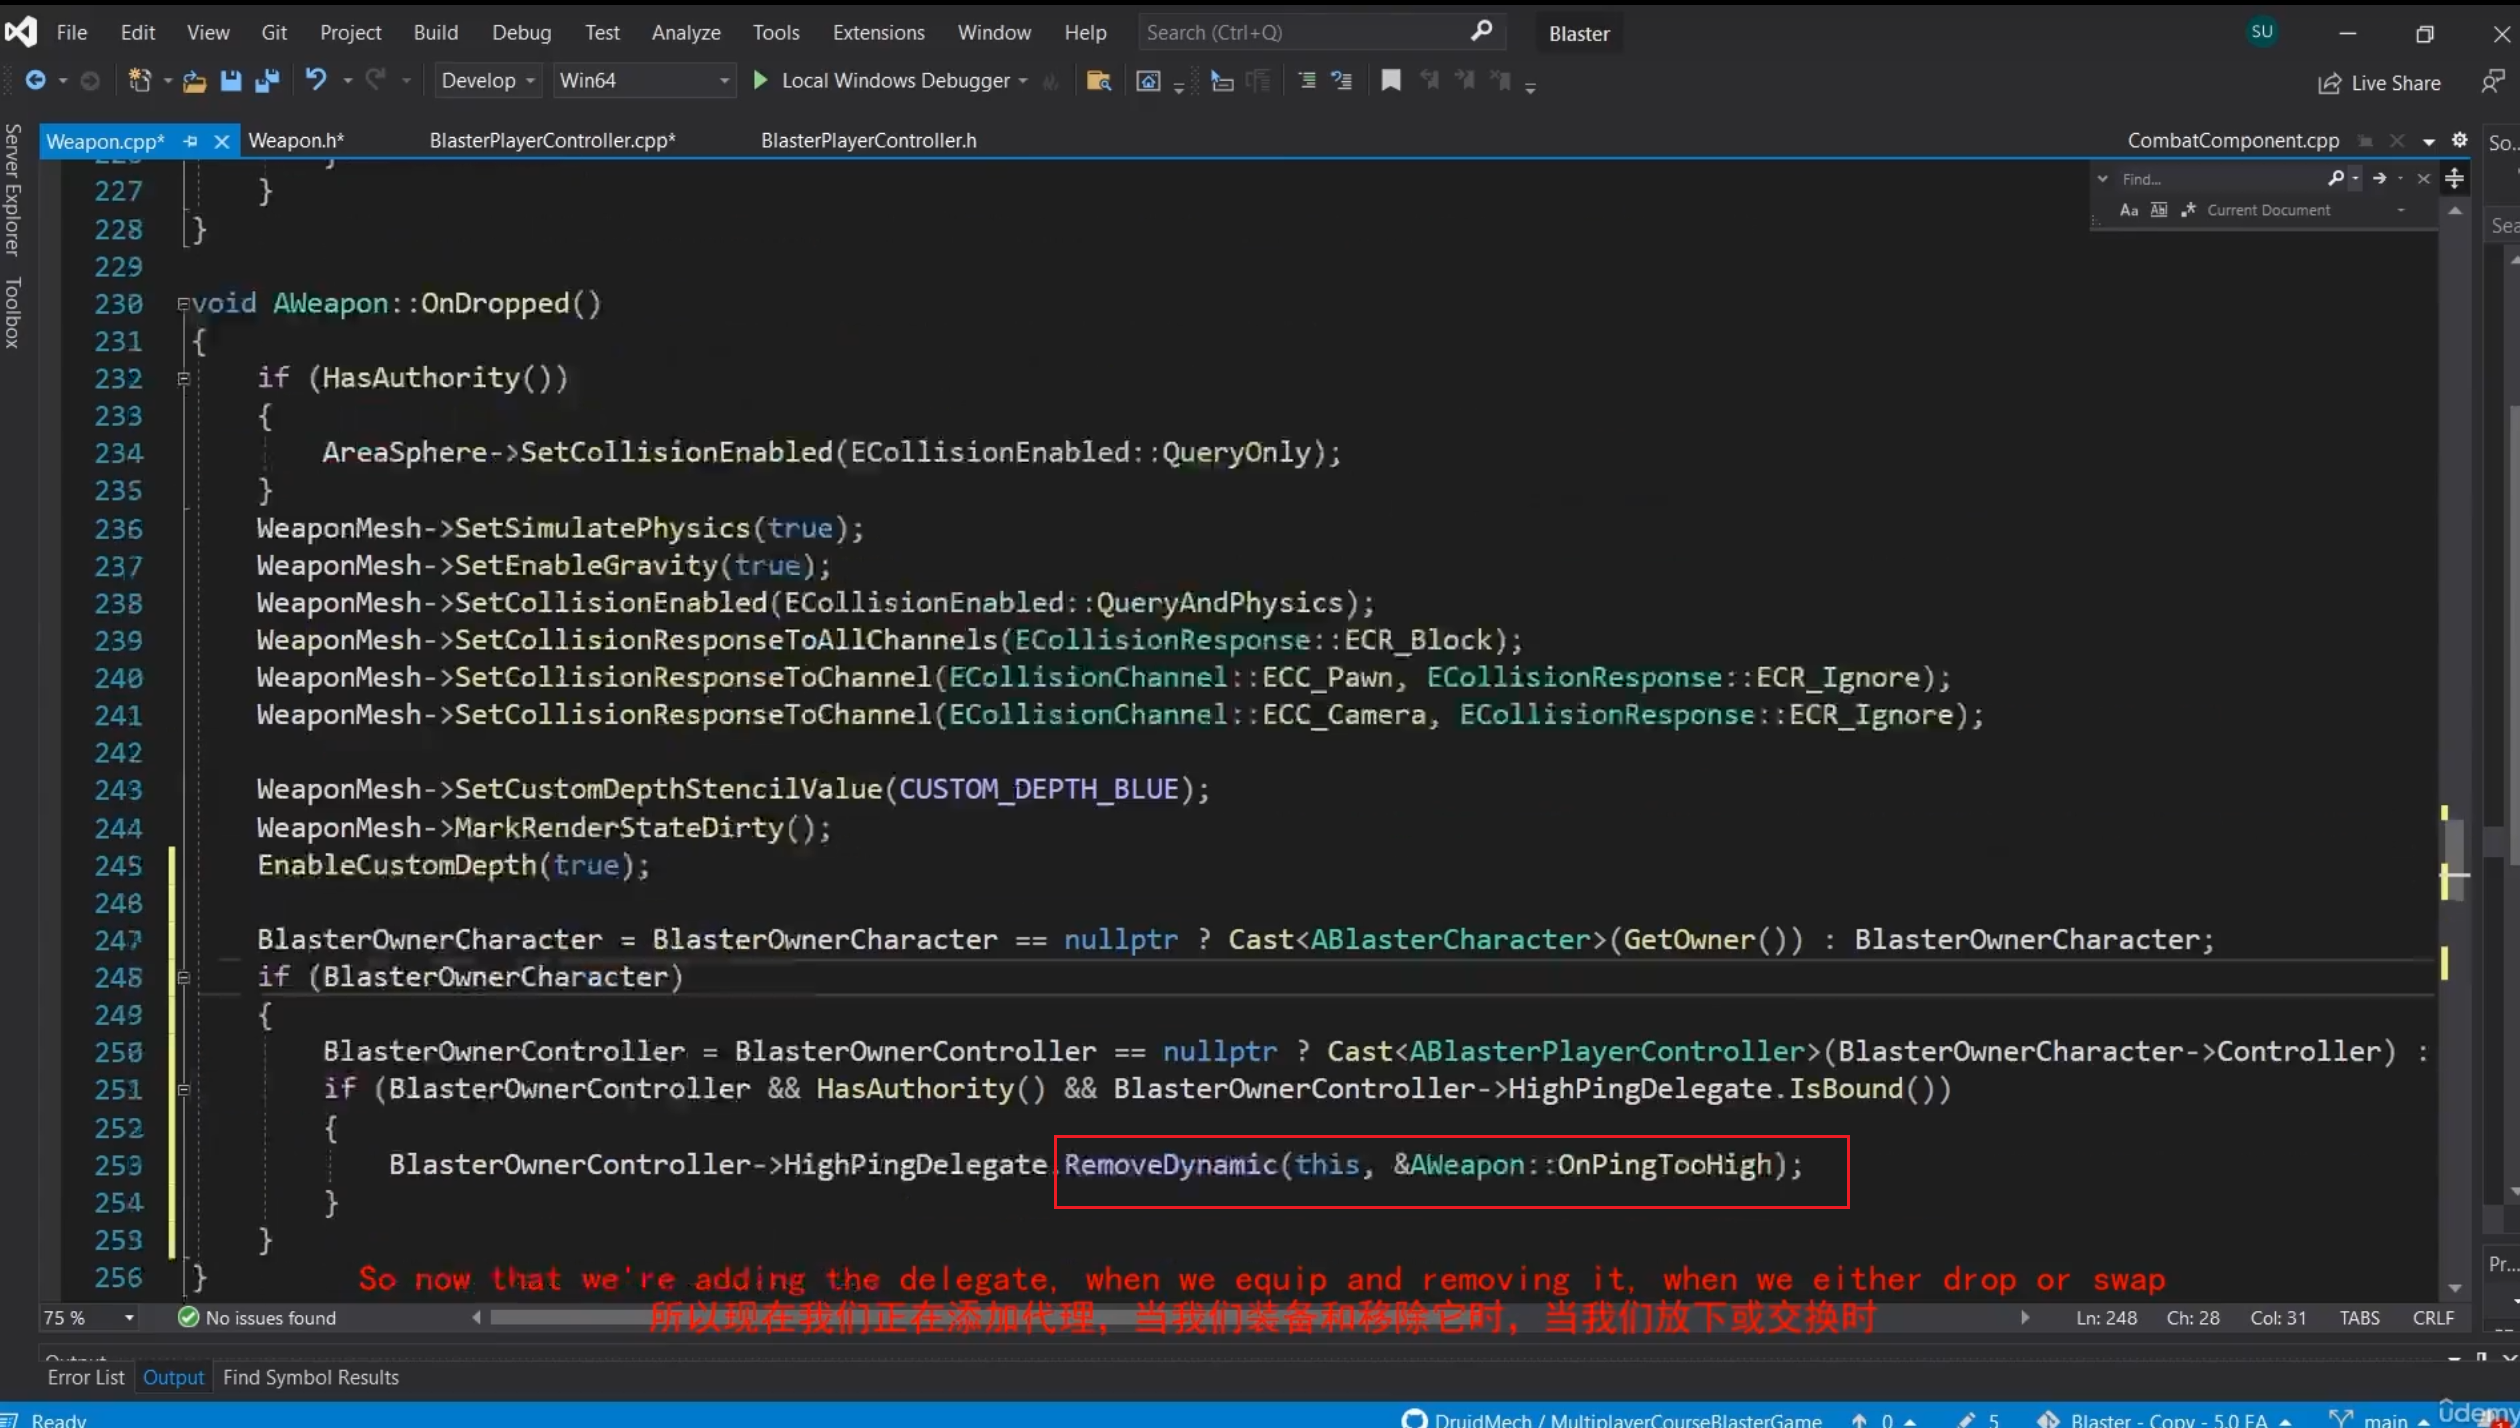 File Edit View Git Project Build Debug Test Analyze Tools Extensions Window Help Search (Ctrl+Q) Blaster SU
Develop Win64 Local Windows Debugger Live Share
Weapon.cpp* Weapon.h* BlasterPlayerController.cpp* BlasterPlayerController.h CombatComponent.cpp So...
Server Explorer
Toolbox
Find...
Aa Ab Current Document
Sea
227 }
228 }
229
230 void AWeapon::OnDropped()
231 {
232 if (HasAuthority())
233 {
234 AreaSphere->SetCollisionEnabled(ECollisionEnabled::QueryOnly);
235 }
236 WeaponMesh->SetSimulatePhysics(true);
237 WeaponMesh->SetEnableGravity(true);
238 WeaponMesh->SetCollisionEnabled(ECollisionEnabled::QueryAndPhysics);
239 WeaponMesh->SetCollisionResponseToAllChannels(ECollisionResponse::ECR_Block);
240 WeaponMesh->SetCollisionResponseToChannel(ECollisionChannel::ECC_Pawn, ECollisionResponse::ECR_Ignore);
241 WeaponMesh->SetCollisionResponseToChannel(ECollisionChannel::ECC_Camera, ECollisionResponse::ECR_Ignore);
242
243 WeaponMesh->SetCustomDepthStencilValue(CUSTOM_DEPTH_BLUE);
244 WeaponMesh->MarkRenderStateDirty();
245 EnableCustomDepth(true);
246
247 BlasterOwnerCharacter = BlasterOwnerCharacter == nullptr ? Cast<ABlasterCharacter>(GetOwner()) : BlasterOwnerCharacter;
248 if (BlasterOwnerCharacter)
249 {
250 BlasterOwnerController = BlasterOwnerController == nullptr ? Cast<ABlasterPlayerController>(BlasterOwnerCharacter->Controller) :
251 if (BlasterOwnerController && HasAuthority() && BlasterOwnerController->HighPingDelegate.IsBound())
252 {
253 BlasterOwnerController->HighPingDelegate.RemoveDynamic(this, &AWeapon::OnPingTooHigh);
254 }
255 }
256 }
So now that we're adding the delegate, when we equip and removing it, when we either drop or swap
所以现在我们正在添加代理，当我们装备和移除它时，当我们放下或交换时
75 % No issues found Ln: 248 Ch: 28 Col: 31 TABS CRLF
Pr...
Output
Error List Output Find Symbol Results
Ready DruidMech / MultiplayerCourseBlasterGame 0 5 Blaster - Copy - 5.0 EA main
ûdemy